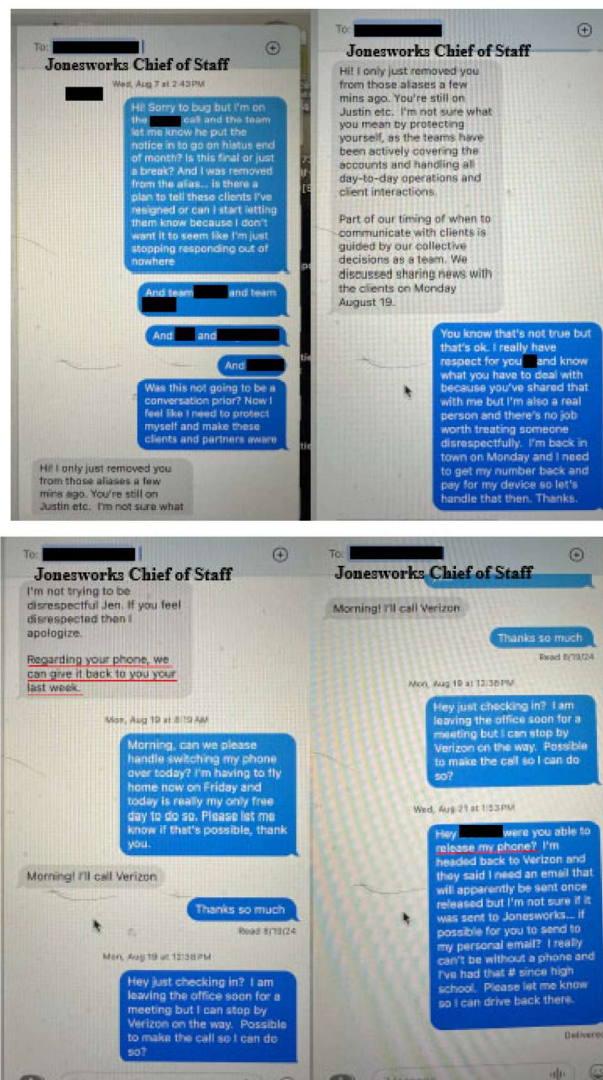 To:
Jonesworks Chief of Staff
Wed, Aug 7 at 2:43PM
Hi! Sorry to bug but I'm on
the call and the team
let me know he put the
notice in to go on hiatus end
of month? Is this final or just
a break? And I was removed
from the alias... is there a
plan to tell these clients I've
resigned or can I start letting
them know because I don't
want it to seem like I'm just
stopping responding out of
nowhere
And team and team
And and
And
Was this not going to be a
conversation prior? Now I
feel like I need to protect
myself and make these
clients and partners aware
Hi! I only just removed you
from those aliases a few
mins ago. You're still on
Justin etc. I'm not sure what
To:
Jonesworks Chief of Staff
Hi! I only just removed you
from those aliases a few
mins ago. You're still on
Justin etc. I'm not sure what
you mean by protecting
yourself, as the teams have
been actively covering the
accounts and handling all
day-to-day operations and
client interactions.
Part of our timing of when to
communicate with clients is
guided by our collective
decisions as a team. We
discussed sharing news with
the clients on Monday
August 19.
You know that's not true but
that's ok. I really have
respect for you and know
what you have to deal with
because you've shared that
with me but I'm also a real
person and there's no job
worth treating someone
disrespectfully. I'm back in
town on Monday and I need
to get my number back and
pay for my device so let's
handle that then. Thanks.
To:
Jonesworks Chief of Staff
I'm not trying to be
disrespectful Jen. If you feel
disrespected then I
apologize.
Regarding your phone, we
can give it back to you your
last week.
Mon, Aug 19 at 8:19 AM
Morning, can we please
handle switching my phone
over today? I'm having to fly
home now on Friday and
today is really my only free
day to do so. Please let me
know if that's possible, thank
you.
Morning! I'll call Verizon
Thanks so much
Read 8/19/24
Mon, Aug 19 at 12:38PM
Hey just checking in? I am
leaving the office soon for a
meeting but I can stop by
Verizon on the way. Possible
to make the call so I can do
so?
To:
Jonesworks Chief of Staff
Morning! I'll call Verizon
Thanks so much
Read 8/19/24
Mon, Aug 19 at 12:38PM
Hey just checking in? I am
leaving the office soon for a
meeting but I can stop by
Verizon on the way. Possible
to make the call so I can do
so?
Wed, Aug 21 at 1:53PM
Hey were you able to
release my phone? I'm
headed back to Verizon and
they said I need an email that
will apparently be sent once
released but I'm not sure if it
was sent to Jonesworks... if
possible for you to send to
my personal email? I really
can't be without a phone and
I've had that # since high
school. Please let me know
so I can drive back there.
Delivered